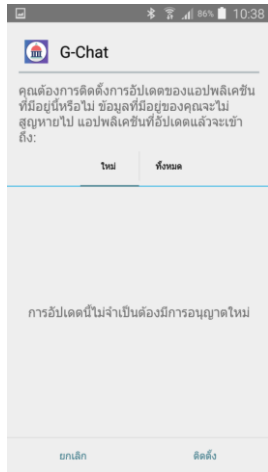 86% 10:38
G-Chat
คุณต้องการติดตั้งการอัปเดตของแอปพลิเคชัน
ที่มีอยู่นี้หรือไม่ ข้อมูลที่มีอยู่ของคุณจะไม่
สูญหายไป แอปพลิเคชันที่อัปเดตแล้วจะเข้า
ถึง:
ใหม่ ทั้งหมด
การอัปเดตนี้ไม่จำเป็นต้องมีการอนุญาตใหม่
ยกเลิก ติดตั้ง